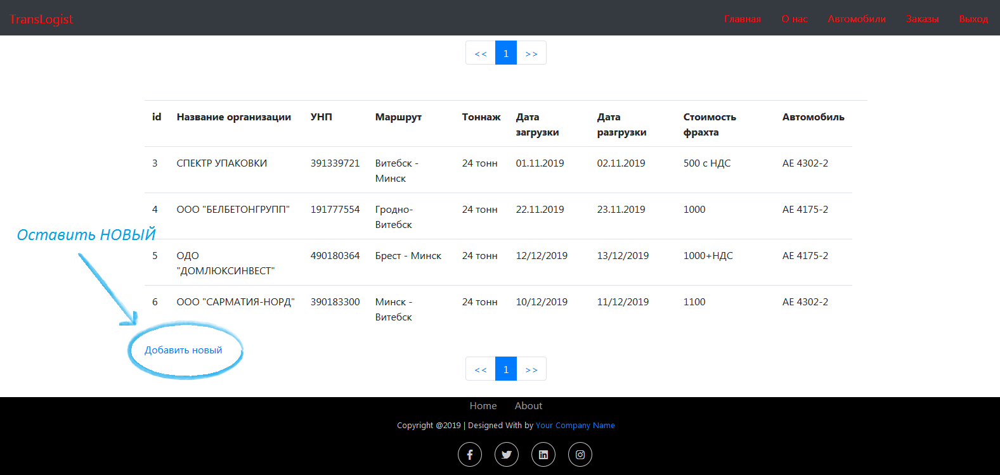 TransLogist Главная О нас Автомобили Заказы Выход
<< 1 >>
id Название организации УНП Маршрут Тоннаж Дата загрузки Дата разгрузки Стоимость фрахта Автомобиль
3 СПЕКТР УПАКОВКИ 391339721 Витебск - Минск 24 тонн 01.11.2019 02.11.2019 500 с НДС АЕ 4302-2
4 ООО "БЕЛБЕТОНГРУПП" 191777554 Гродно-Витебск 24 тонн 22.11.2019 23.11.2019 1000 АЕ 4175-2
Оставить НОВЫЙ
5 ОДО "ДОМЛЮКСИНВЕСТ" 490180364 Брест - Минск 24 тонн 12/12/2019 13/12/2019 1000+НДС АЕ 4175-2
6 ООО "САРМАТИЯ-НОРД" 390183300 Минск - Витебск 24 тонн 10/12/2019 11/12/2019 1100 АЕ 4302-2
Добавить новый
<< 1 >>
Home About
Copyright @2019 | Designed With by Your Company Name